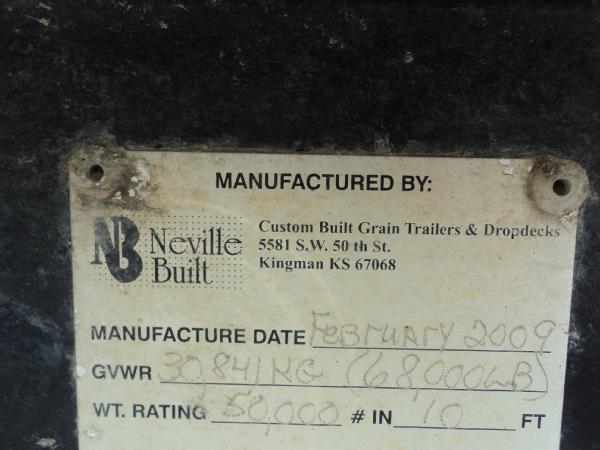 MANUFACTURED BY:
NB Neville Built
Custom Built Grain Trailers & Dropdecks
5581 S.W. 50 th St.
Kingman KS 67068
MANUFACTURE DATE FEBRUARY 2009
GVWR 30,841 KG (68,000 LB)
WT. RATING 50,000 # IN 10 FT